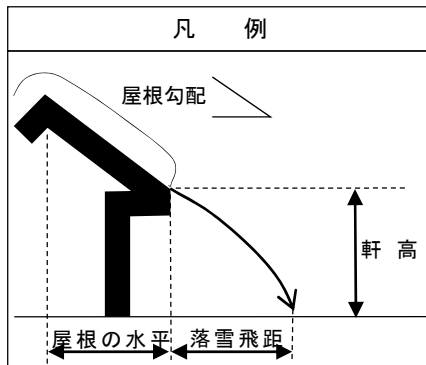 凡　例
屋根勾配
軒 高
屋根の水平
落雪飛距